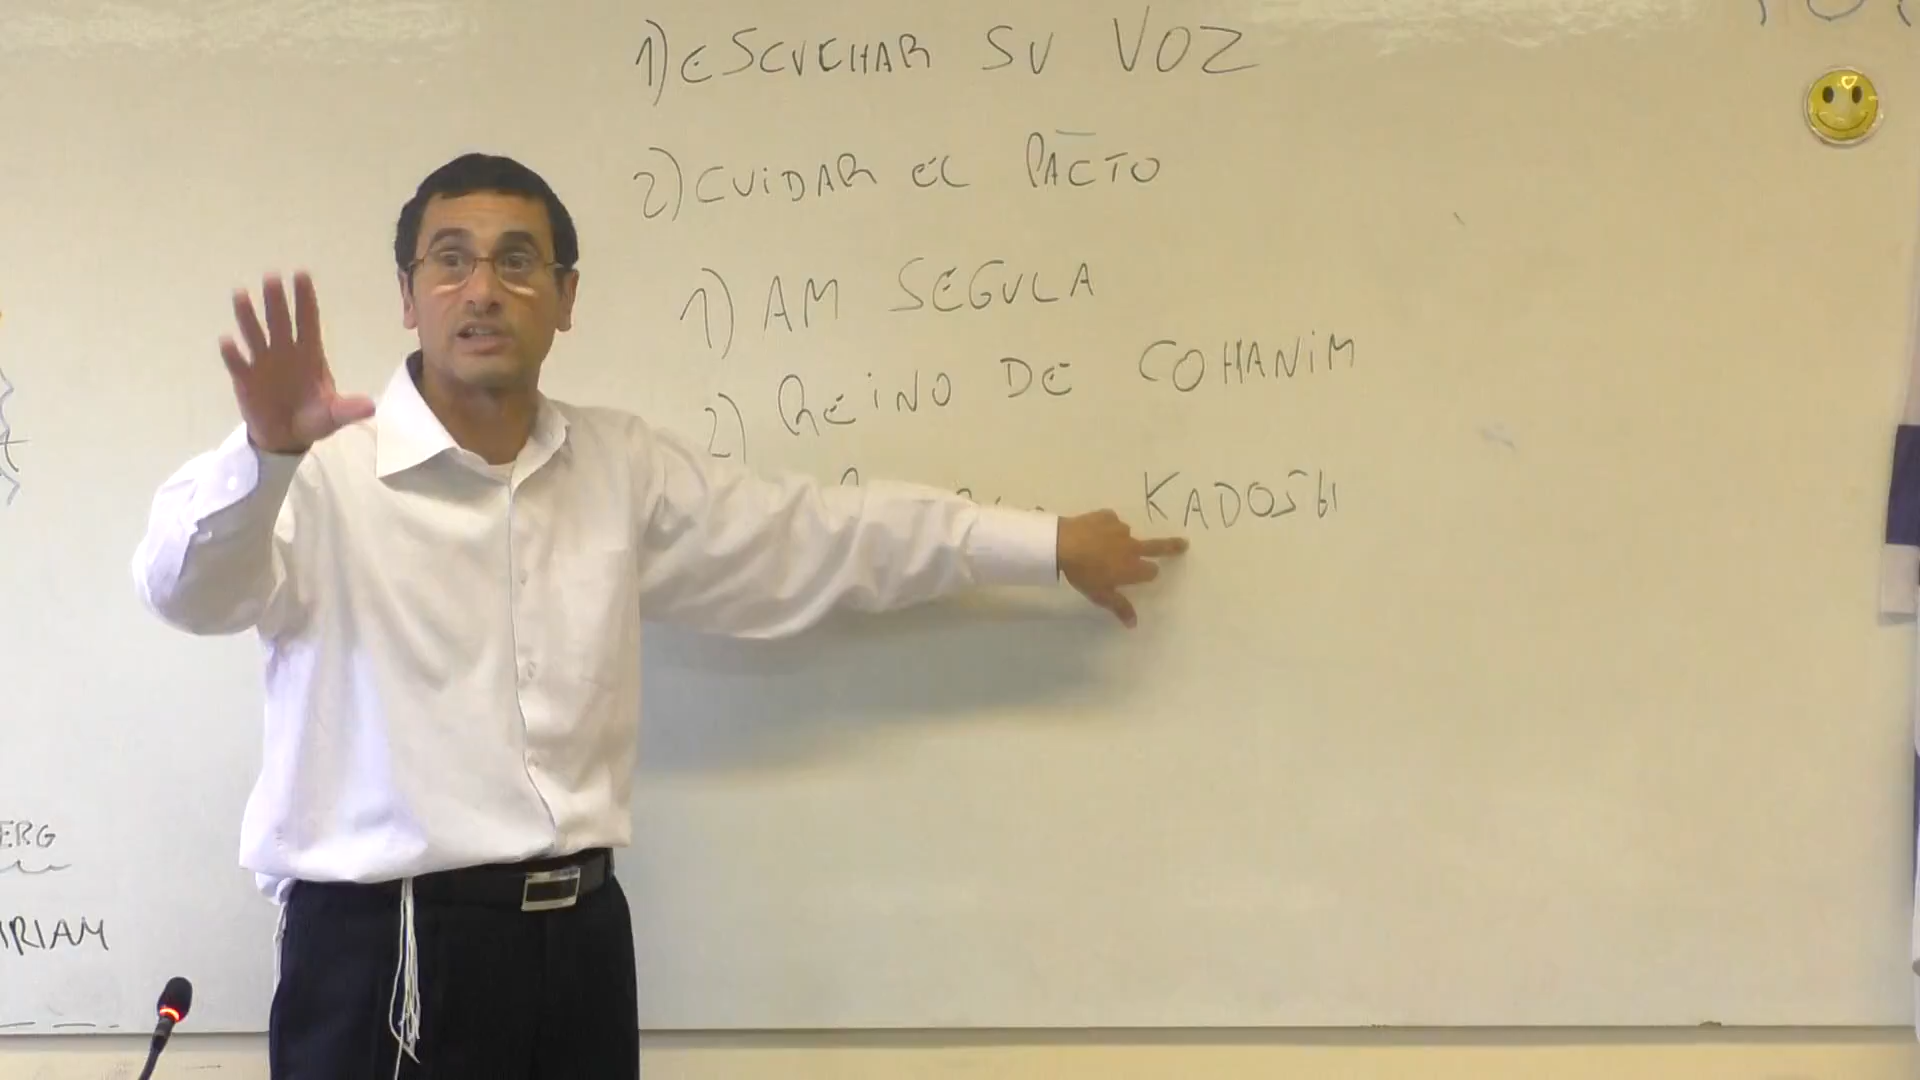 1) ESCUCHAR SU VOZ
2) CUIDAR EL PACTO
1) AM SEGULA
2) REINO DE COHANIM
KADOSH
ERG
IRIAM